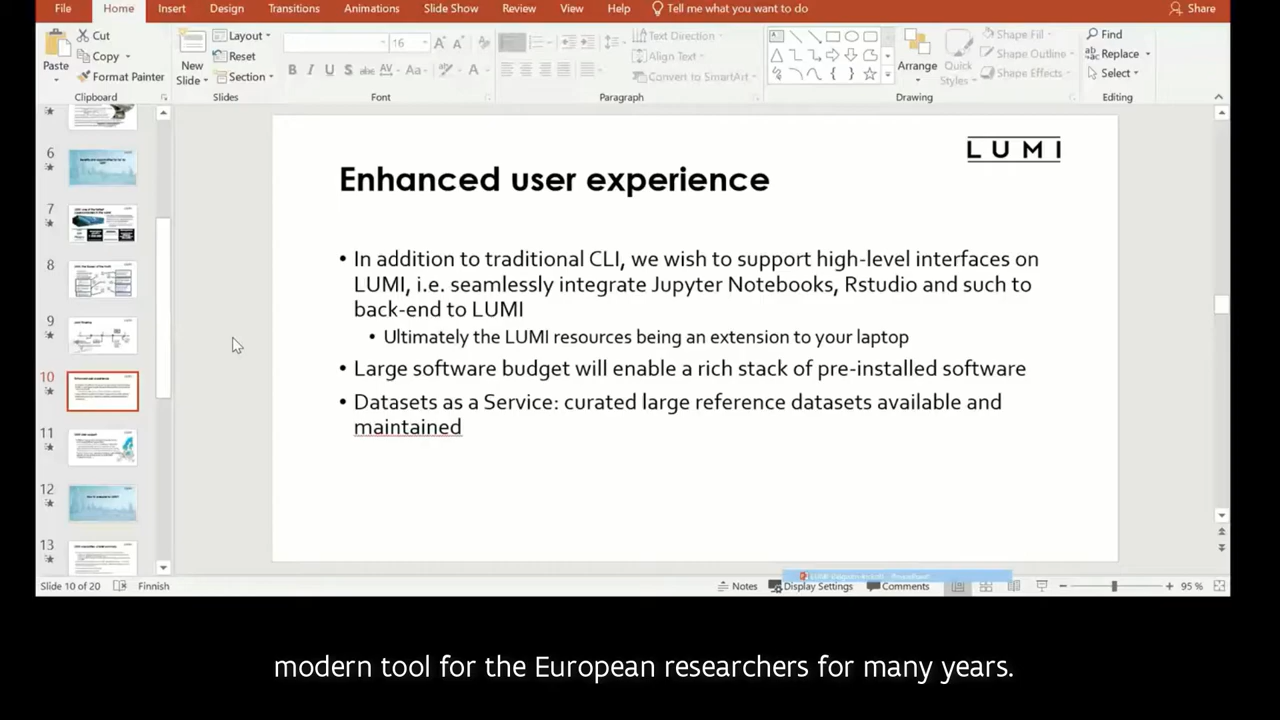 File Home Insert Design Transitions Animations Slide Show Review View Help Tell me what you want to do Share
Cut
Copy
Format Painter
Paste
Clipboard
New
Slide
Layout
Reset
Section
Slides
16
Font
Text Direction
Align Text
Convert to SmartArt
Paragraph
Arrange
Quick
Styles
Shape Fill
Shape Outline
Shape Effects
Drawing
Find
Replace
Select
Editing
6
7
8
9
10
11
12
13
LUMI
Enhanced user experience
• In addition to traditional CLI, we wish to support high-level interfaces on
LUMI, i.e. seamlessly integrate Jupyter Notebooks, Rstudio and such to
back-end to LUMI
• Ultimately the LUMI resources being an extension to your laptop
• Large software budget will enable a rich stack of pre-installed software
• Datasets as a Service: curated large reference datasets available and
maintained
Slide 10 of 20 Finnish Notes Display Settings Comments 95 %
modern tool for the European researchers for many years.